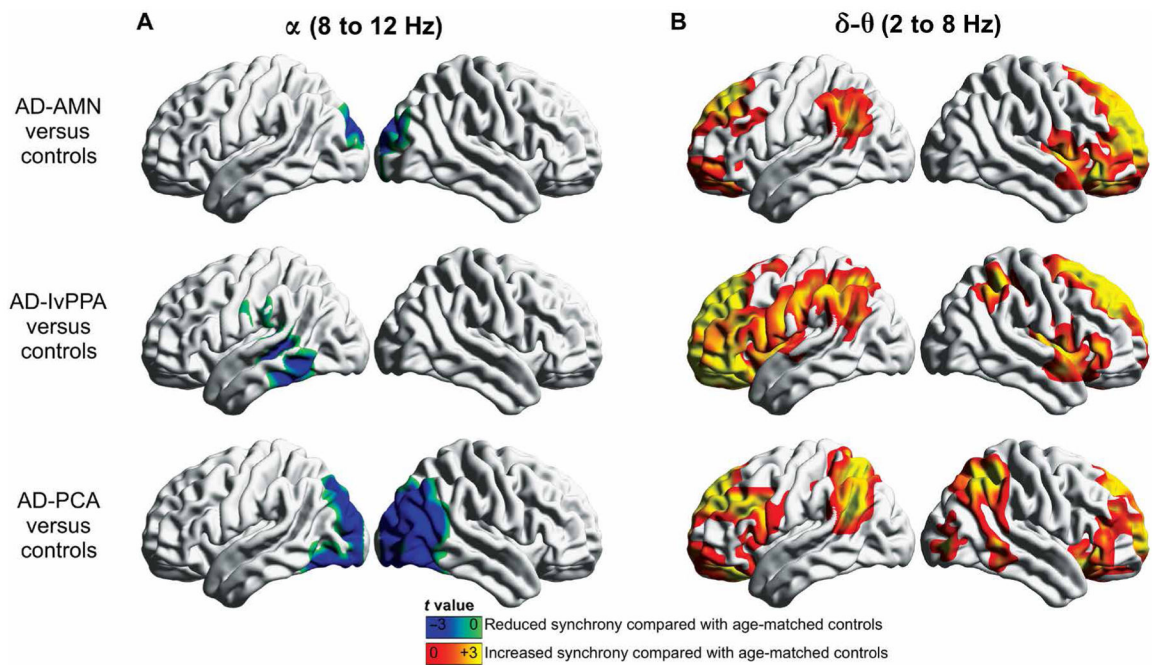 A
α (8 to 12 Hz)
B
δ-θ (2 to 8 Hz)
AD-AMN
versus
controls
AD-lvPPA
versus
controls
AD-PCA
versus
controls
t value
−3 0 Reduced synchrony compared with age-matched controls
0 +3 Increased synchrony compared with age-matched controls